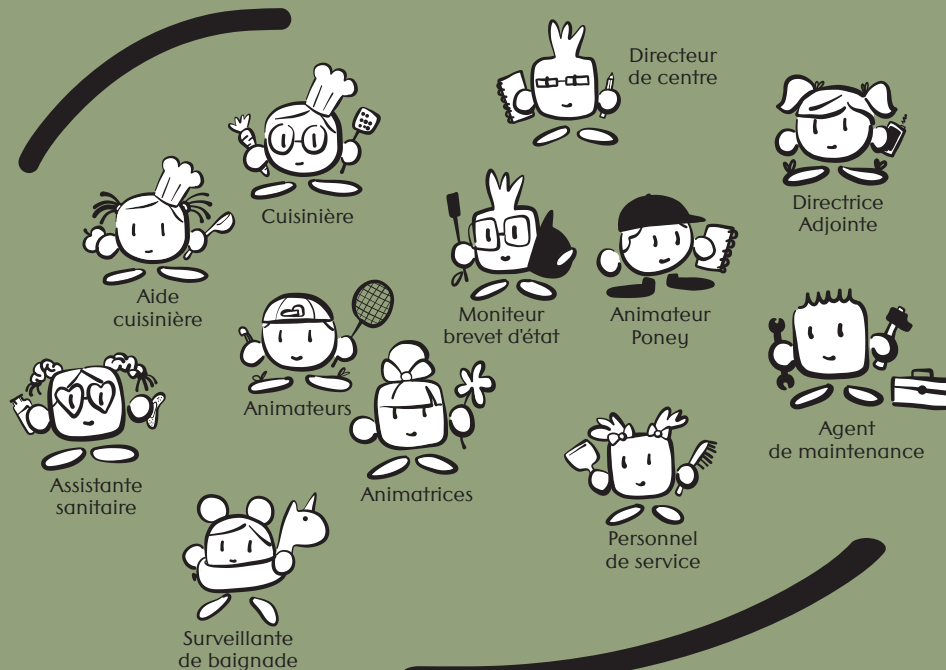 Directeur
de centre
Cuisinière
Directrice
Adjointe
Aide
cuisinière
Moniteur
brevet d'état
Animateur
Poney
Animateurs
Agent
de maintenance
Assistante
sanitaire
Animatrices
Personnel
de service
Surveillante
de baignade